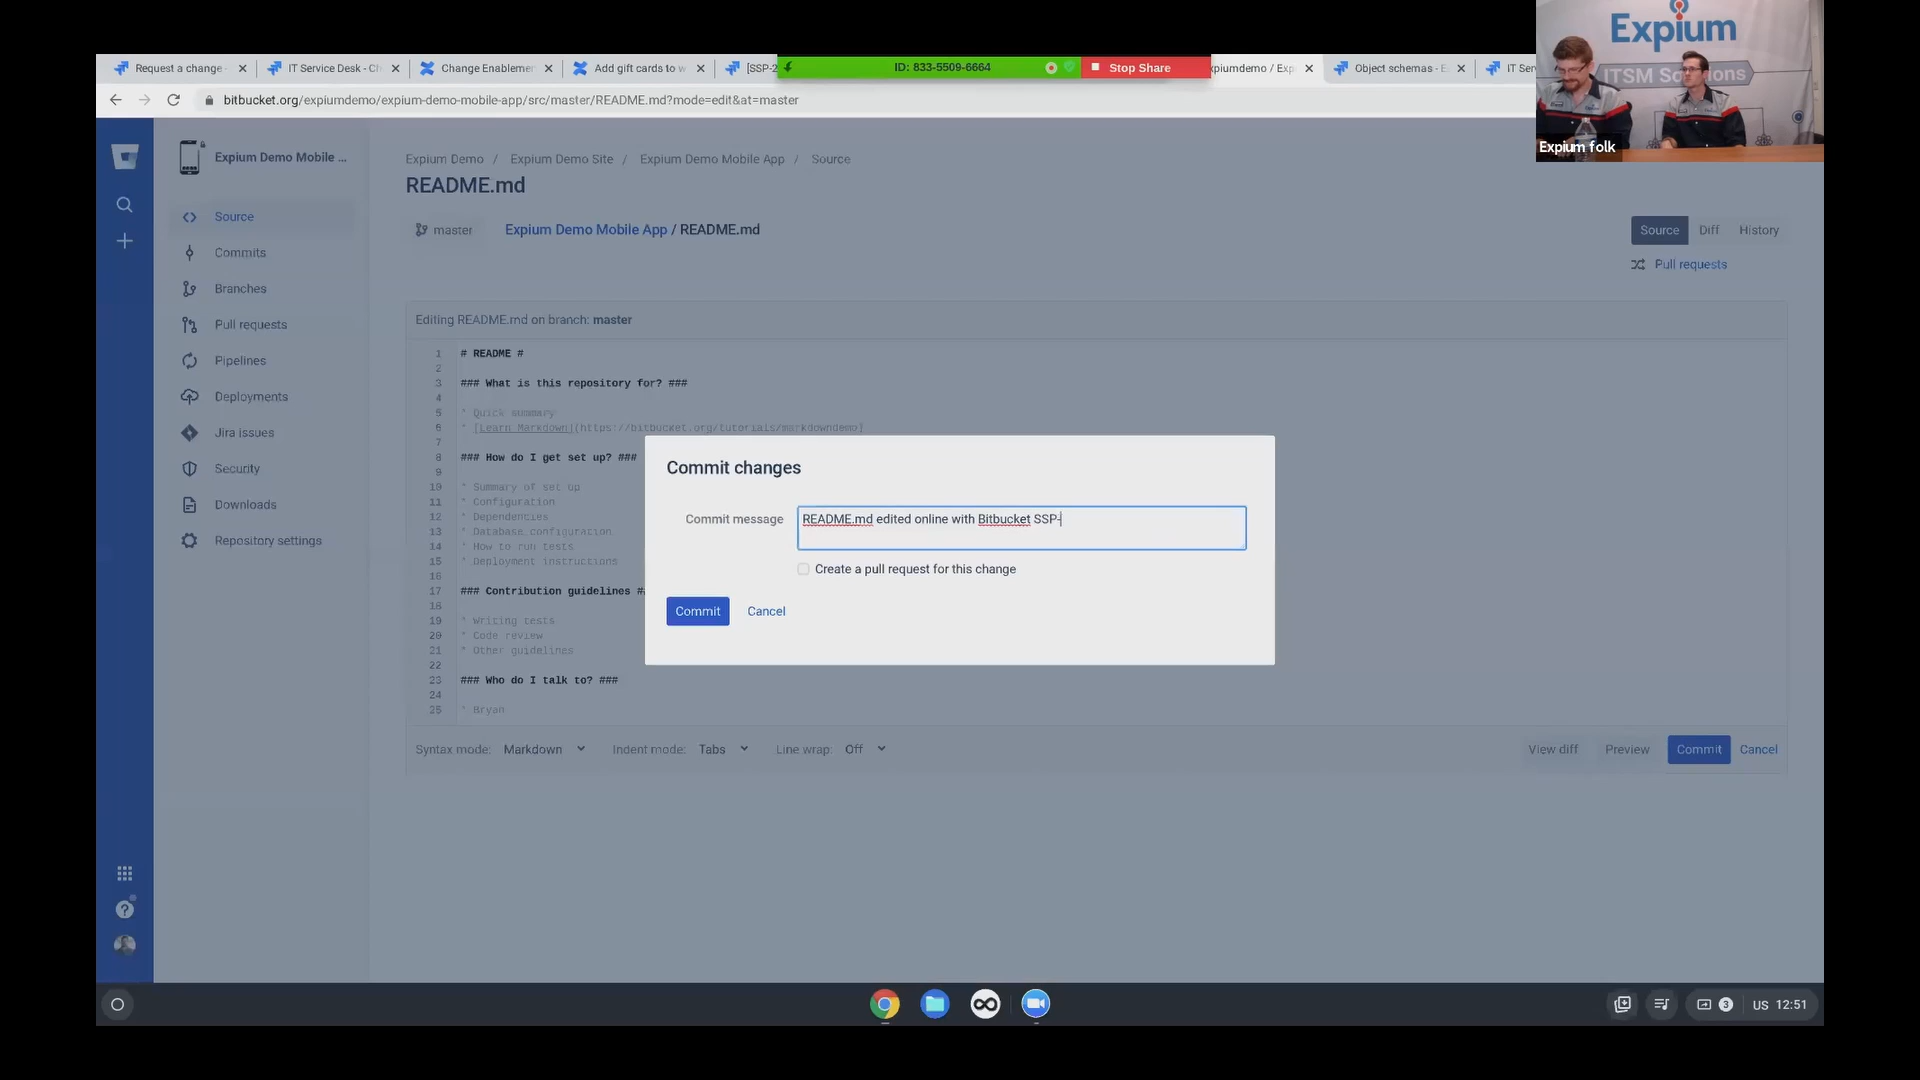 Request a change -
IT Service Desk - Ch
Change Enablemen
Add gift cards to w
[SSP-2
ID: 833-5509-6664
Stop Share
xpiumdemo / Exp
Object schemas - E
IT Serv
bitbucket.org/expiumdemo/expium-demo-mobile-app/src/master/README.md?mode=edit&at=master
Expium
ITSM Solutions
Expium folk
Expium Demo Mobile ...
Source
Commits
Branches
Pull requests
Pipelines
Deployments
Jira issues
Security
Downloads
Repository settings
Expium Demo / Expium Demo Site / Expium Demo Mobile App / Source
README.md
master
Expium Demo Mobile App / README.md
Source Diff History
Pull requests
Editing README.md on branch: master
1 # README #
2
3 ### What is this repository for? ###
4
5 * Quick summary
6 * [Learn Markdown](https://bitbucket.org/tutorials/markdowndemo)
7
8 ### How do I get set up? ###
9
10 * Summary of set up
11 * Configuration
12 * Dependencies
13 * Database configuration
14 * How to run tests
15 * Deployment instructions
16
17 ### Contribution guidelines #
18
19 * Writing tests
20 * Code review
21 * Other guidelines
22
23 ### Who do I talk to? ###
24
25 * Bryan
Commit changes
Commit message
README.md edited online with Bitbucket SSP-
Create a pull request for this change
Commit Cancel
Syntax mode: Markdown Indent mode: Tabs Line wrap: Off
View diff Preview Commit Cancel
3 US 12:51